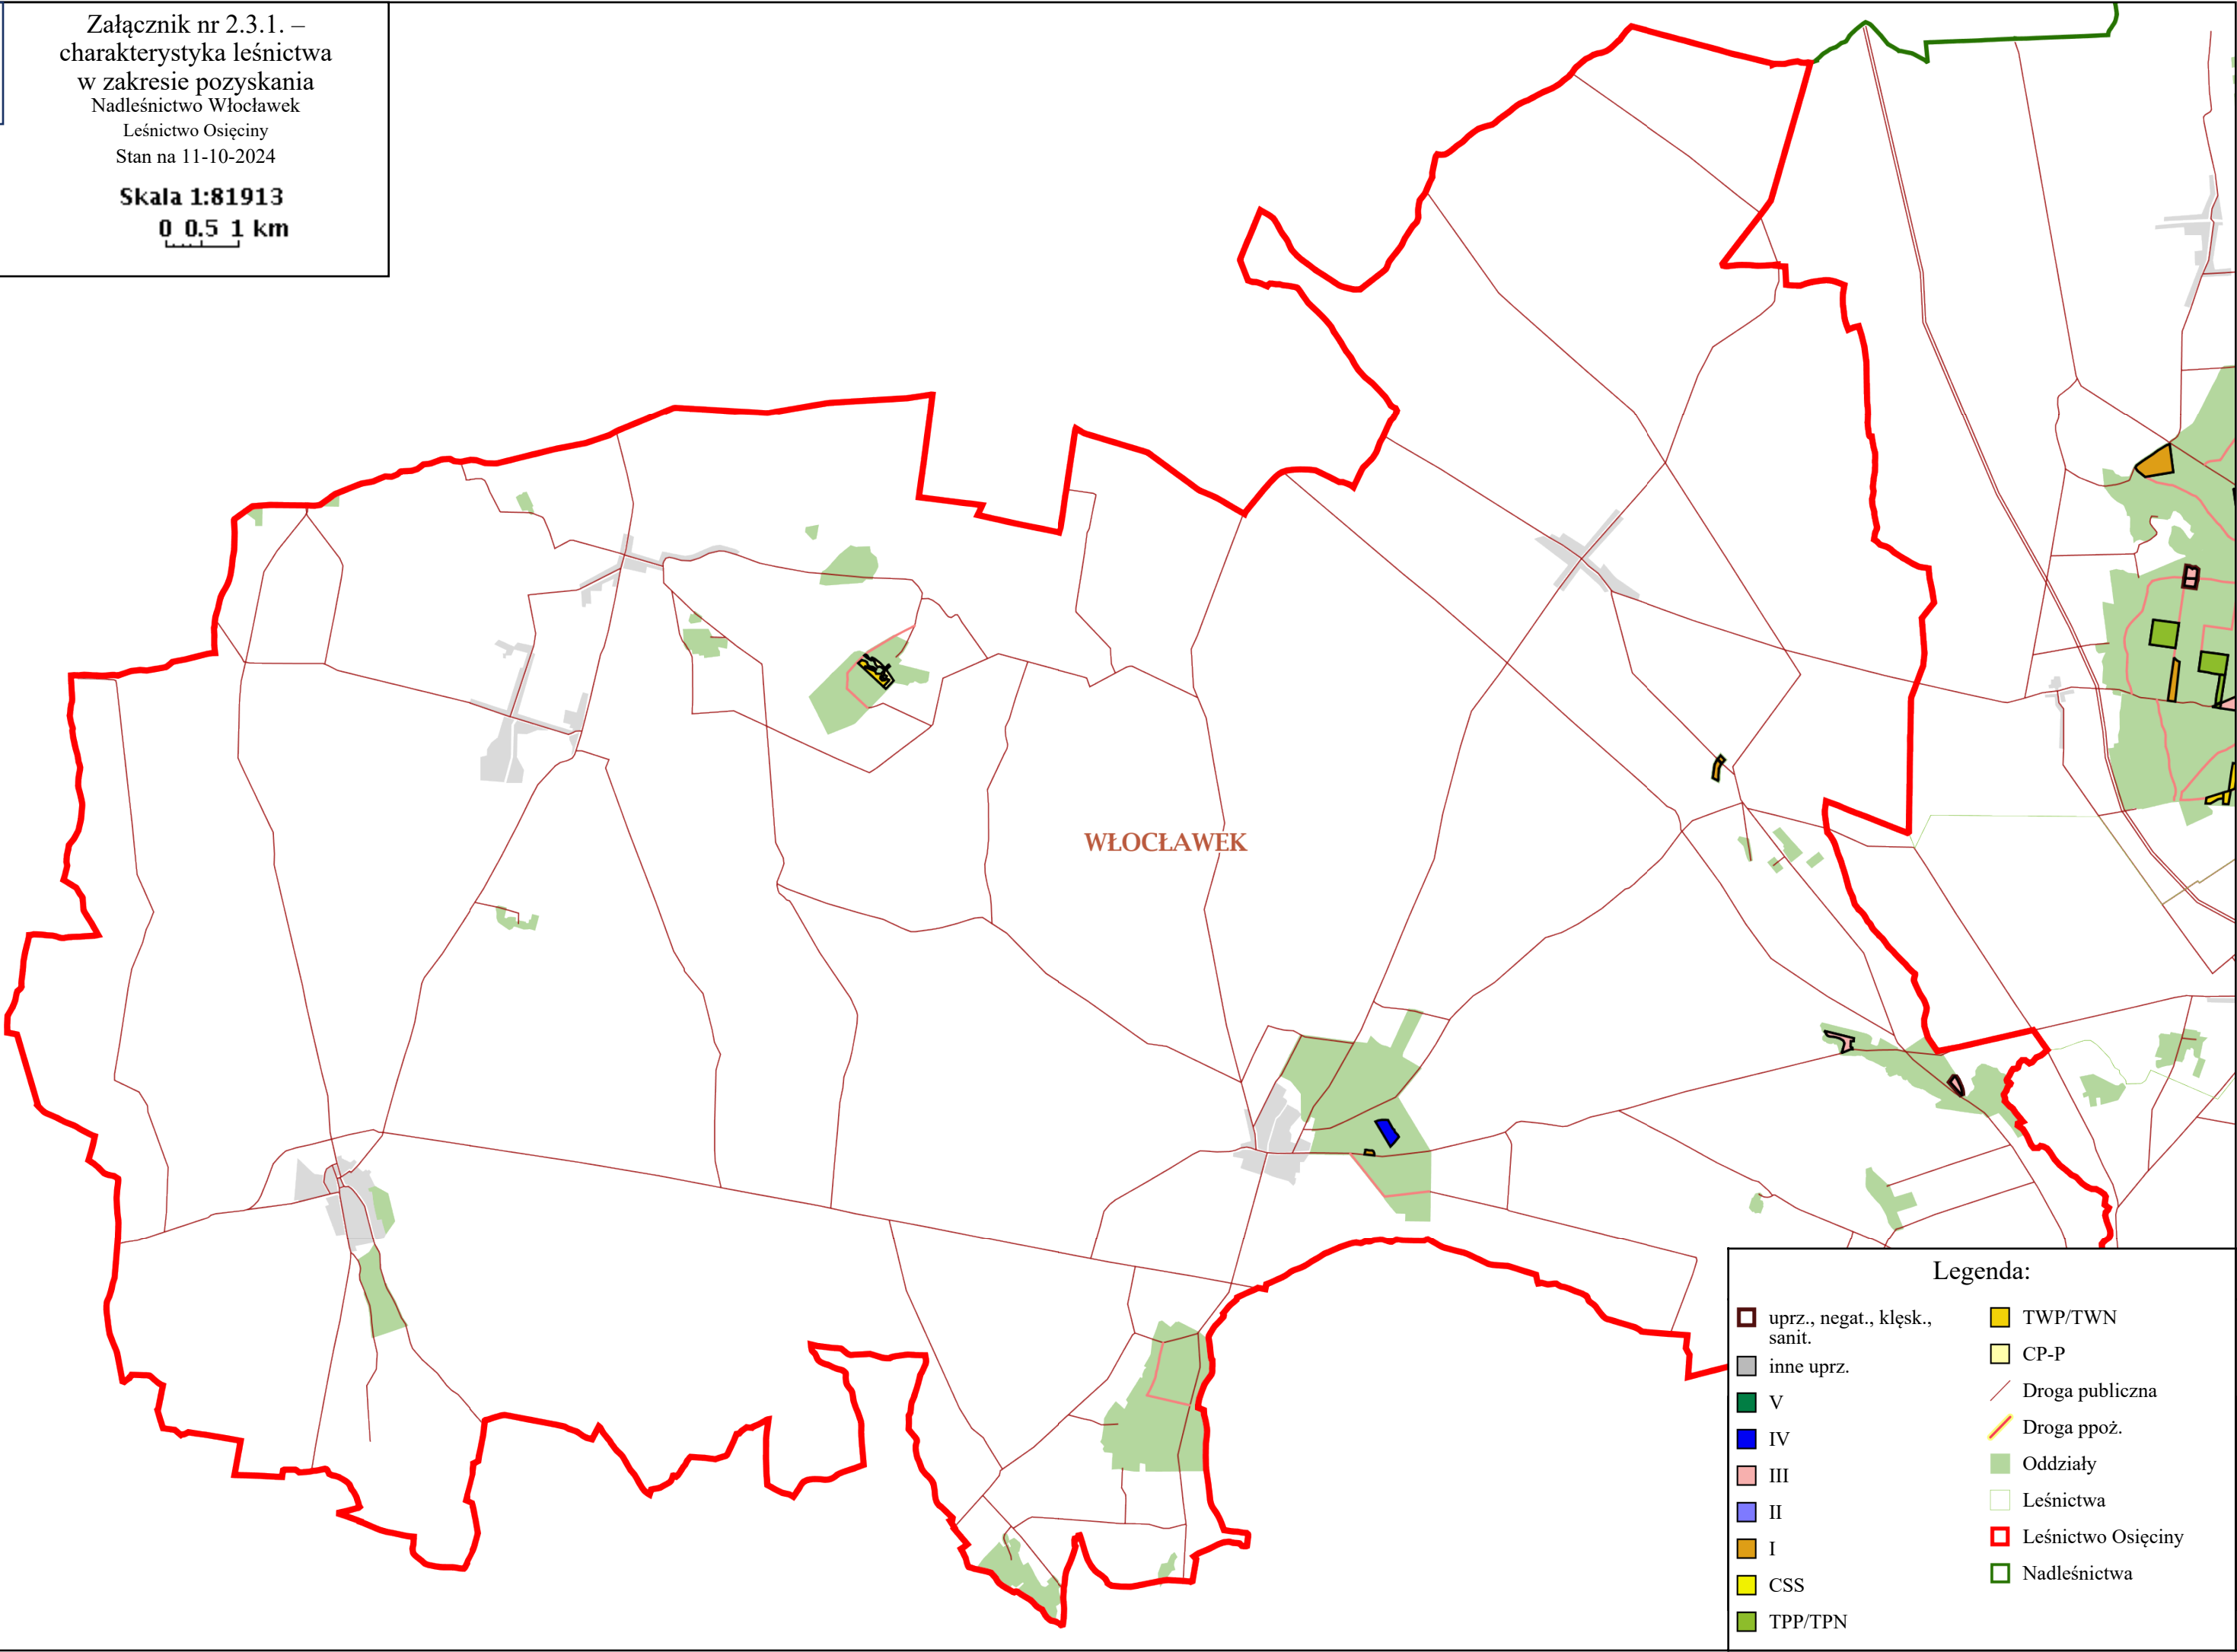 Załącznik nr 2.3.1. –
charakterystyka leśnictwa
w zakresie pozyskania
Nadleśnictwo Włocławek
Leśnictwo Osięciny
Stan na 11-10-2024
Skala 1:81913
0 0.5 1 km
WŁOCŁAWEK
Legenda:
uprz., negat., klęsk.,
sanit.
inne uprz.
V
IV
III
II
I
CSS
TPP/TPN
TWP/TWN
CP-P
Droga publiczna
Droga ppoż.
Oddziały
Leśnictwa
Leśnictwo Osięciny
Nadleśnictwa